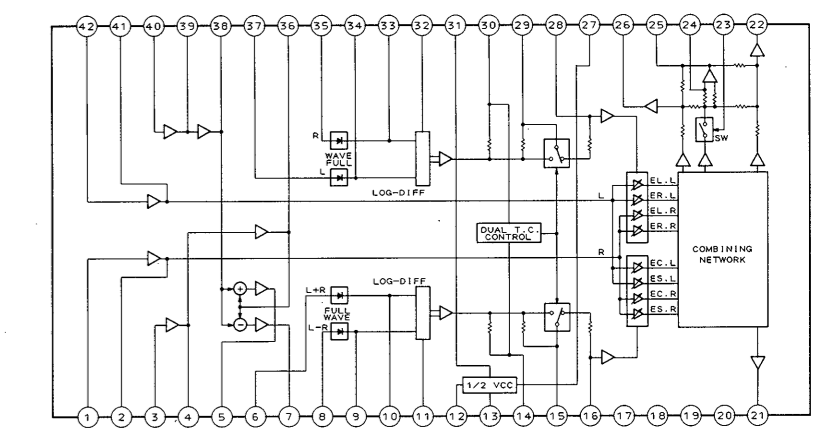 42 41 40 39 38 37 36 35 34 33 32 31 30 29 28 27 26 25 24 23 22
R
WAVE
FULL
L
SW
LOG-DIFF
L
EL.L
ER.L
EL.R
ER.R
DUAL T.C.
CONTROL
R
COMBINING
NETWORK
EC.L
ES.L
EC.R
ES.R
L+R
LOG-DIFF
FULL
WAVE
L-R
+
−
1/2 VCC
1 2 3 4 5 6 7 8 9 10 11 12 13 14 15 16 17 18 19 20 21